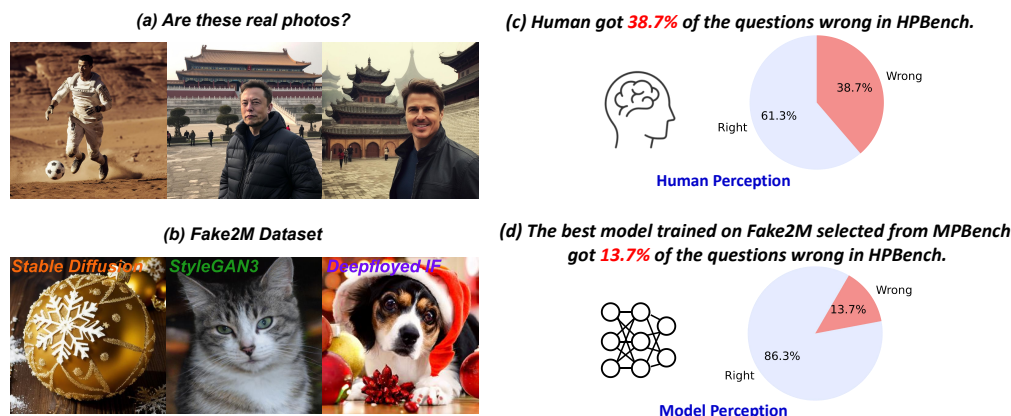 (a) Are these real photos?
(b) Fake2M Dataset
Stable Diffusion
StyleGAN3
Deepfloyed IF
(c) Human got 38.7% of the questions wrong in HPBench.
Wrong
38.7%
61.3%
Right
Human Perception
(d) The best model trained on Fake2M selected from MPBench
got 13.7% of the questions wrong in HPBench.
Wrong
13.7%
86.3%
Right
Model Perception